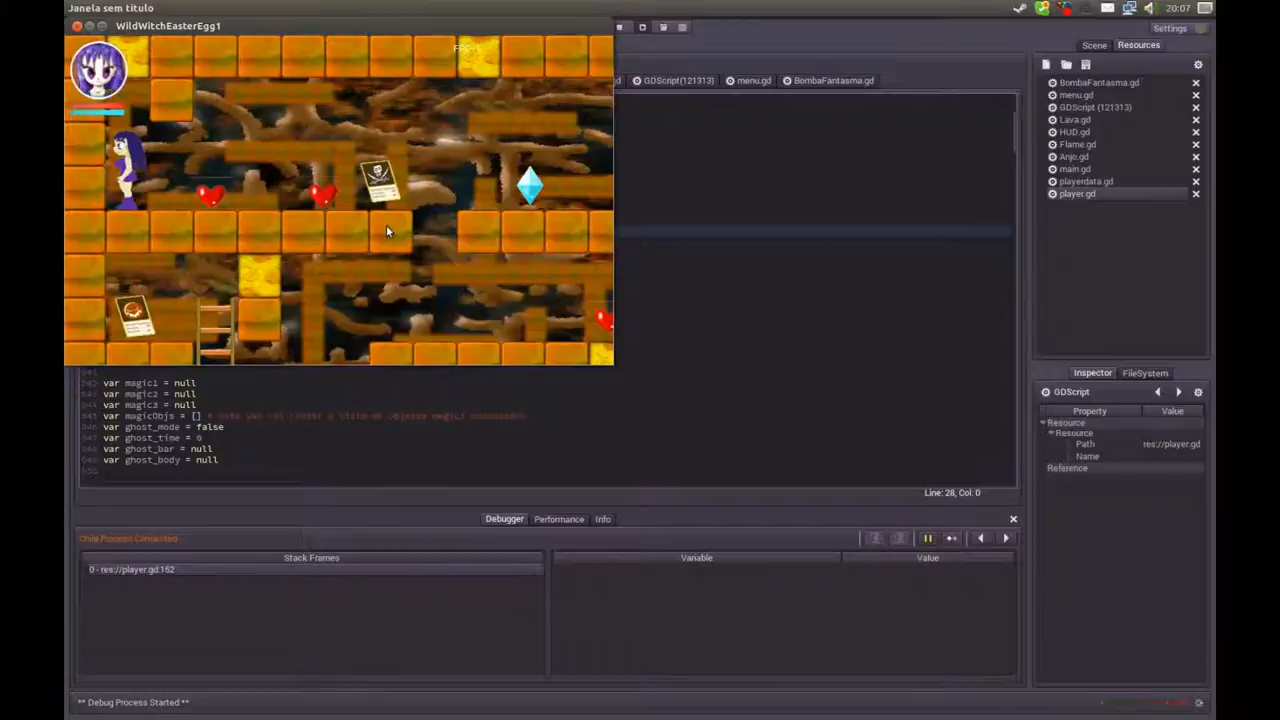 Janela sem titulo
20:07
WildWitchEasterEgg1
Settings
Scene
Resources
GDScript(121313)
menu.gd
BombaFantasma.gd
BombaFantasma.gd
menu.gd
GDScript (121313)
Lava.gd
HUD.gd
Flame.gd
Anjo.gd
main.gd
playerdata.gd
player.gd
Inspector
FileSystem
GDScript
Property
Value
Resource
Resource
Path
res://player.gd
Name
Reference
var magic1 = null
var magic2 = null
var magic3 = null
var magicObjs = []
var ghost_mode = false
var ghost_time = 0
var ghost_bar = null
var ghost_body = null
Line: 28, Col: 0
Debugger
Performance
Info
Child Process Connected
Stack Frames
Variable
Value
0 - res://player.gd:152
** Debug Process Started **